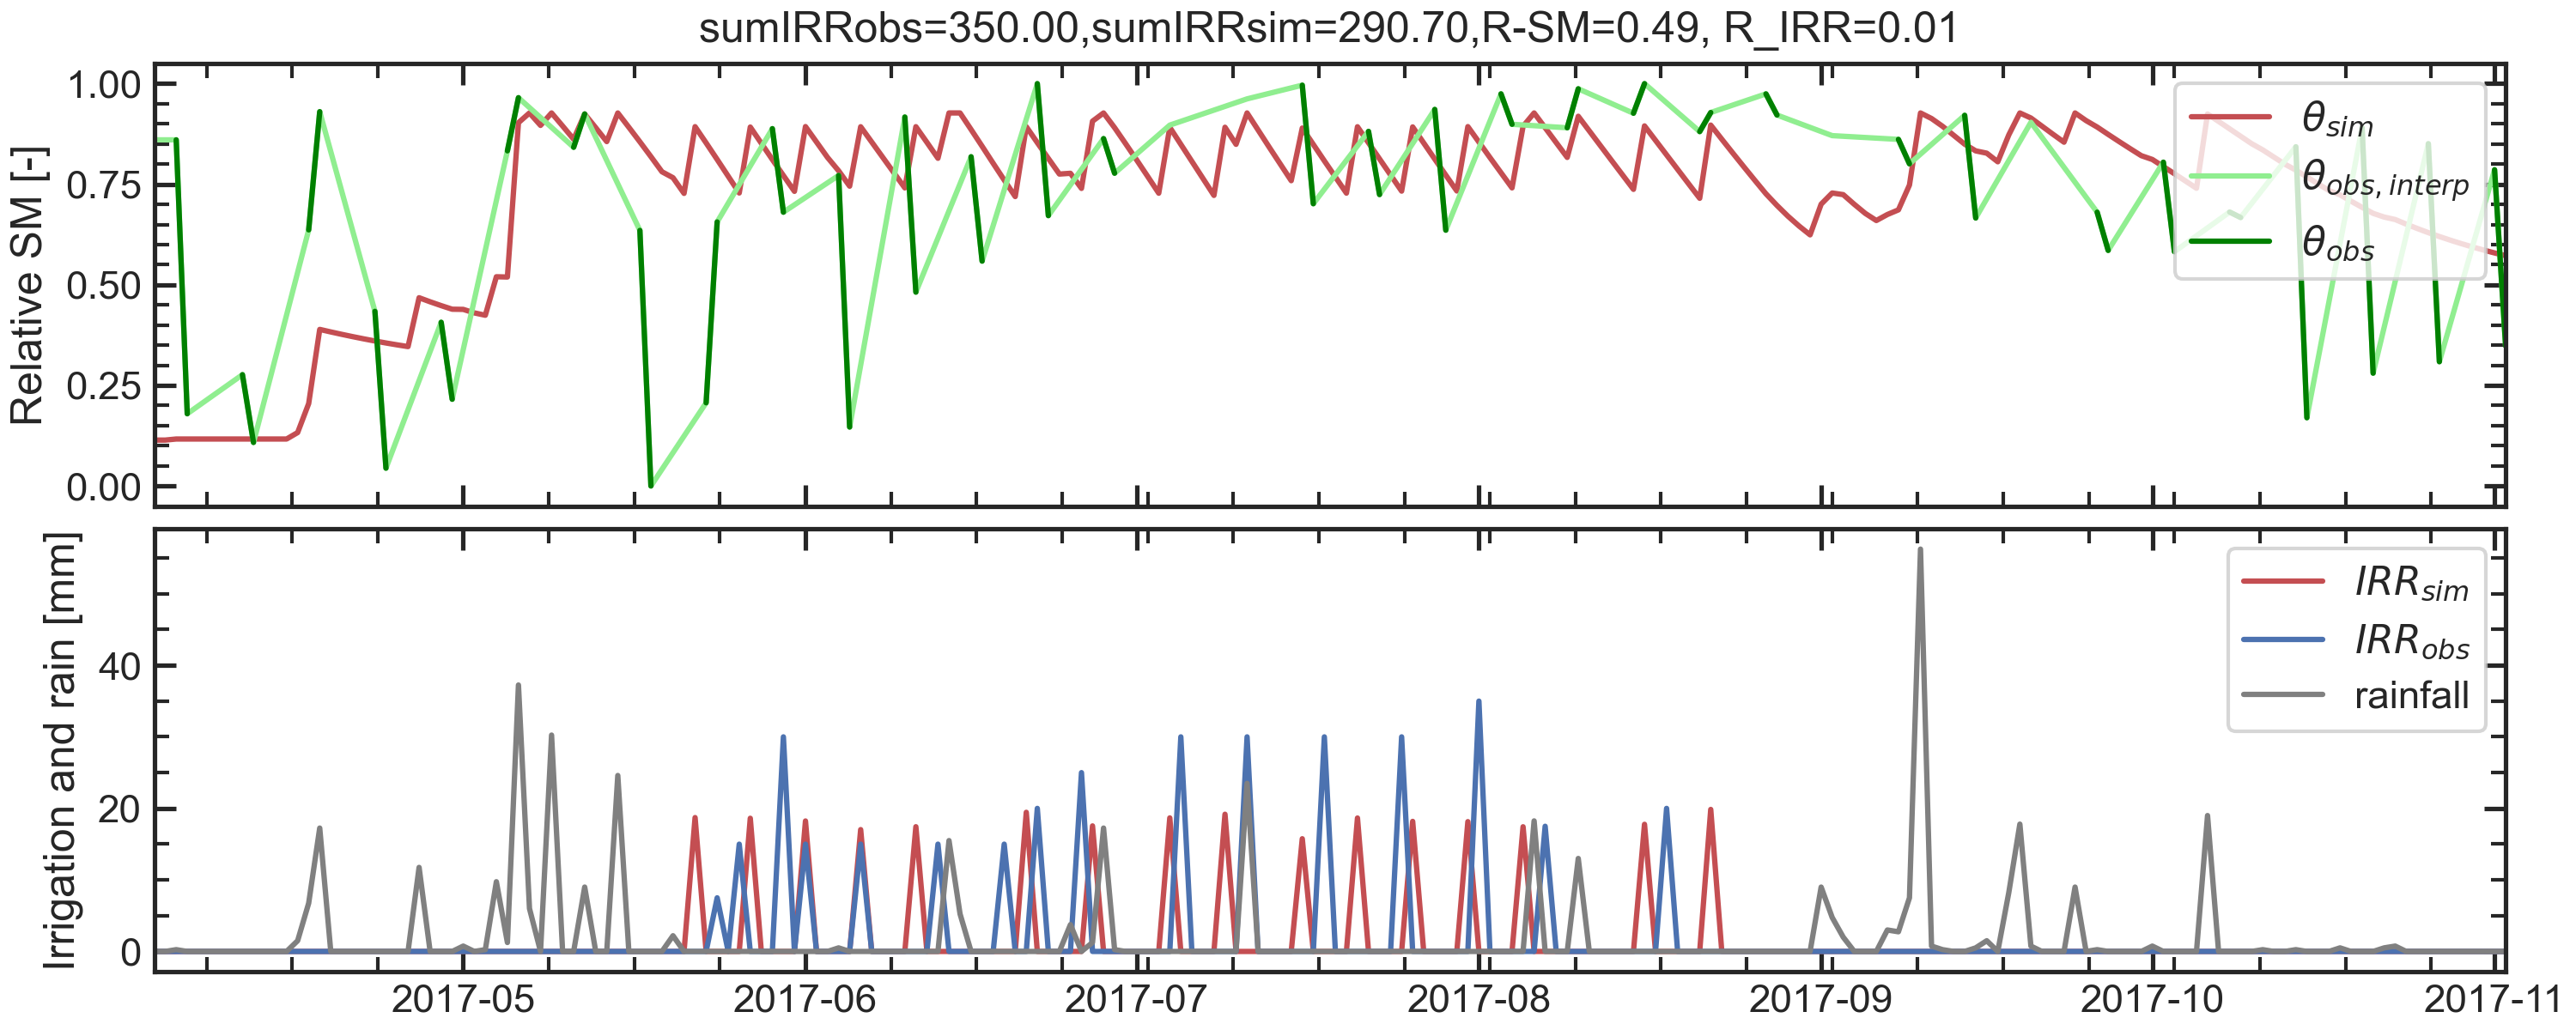 sumIRRobs=350.00,sumIRRsim=290.70,R-SM=0.49, R_IRR=0.01
Relative SM [-]
1.00
0.75
0.50
0.25
0.00
θsim
θobs,interp
θobs
Irrigation and rain [mm]
40
20
0
IRRsim
IRRobs
rainfall
2017-05 2017-06 2017-07 2017-08 2017-09 2017-10 2017-11